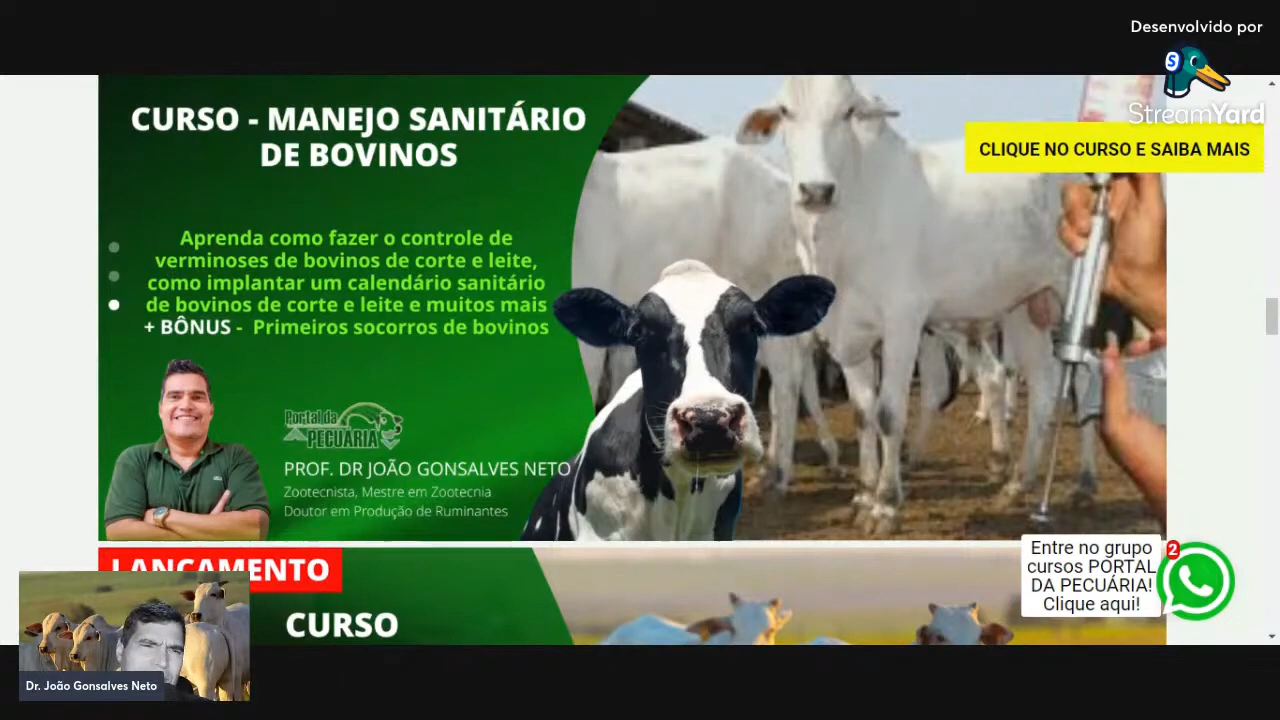 Desenvolvido por
StreamYard
CURSO - MANEJO SANITÁRIO
DE BOVINOS
CLIQUE NO CURSO E SAIBA MAIS
Aprenda como fazer o controle de
verminoses de bovinos de corte e leite,
como implantar um calendário sanitário
de bovinos de corte e leite e muitos mais
+ BÔNUS - Primeiros socorros de bovinos
Portal da
PECUÁRIA
PROF. DR JOÃO GONSALVES NETO
Zootecnista, Mestre em Zootecnia
Doutor em Produção de Ruminantes
Entre no grupo
cursos PORTAL
DA PECUÁRIA!
Clique aqui!
2
LANÇAMENTO
CURSO
Dr. João Gonsalves Neto